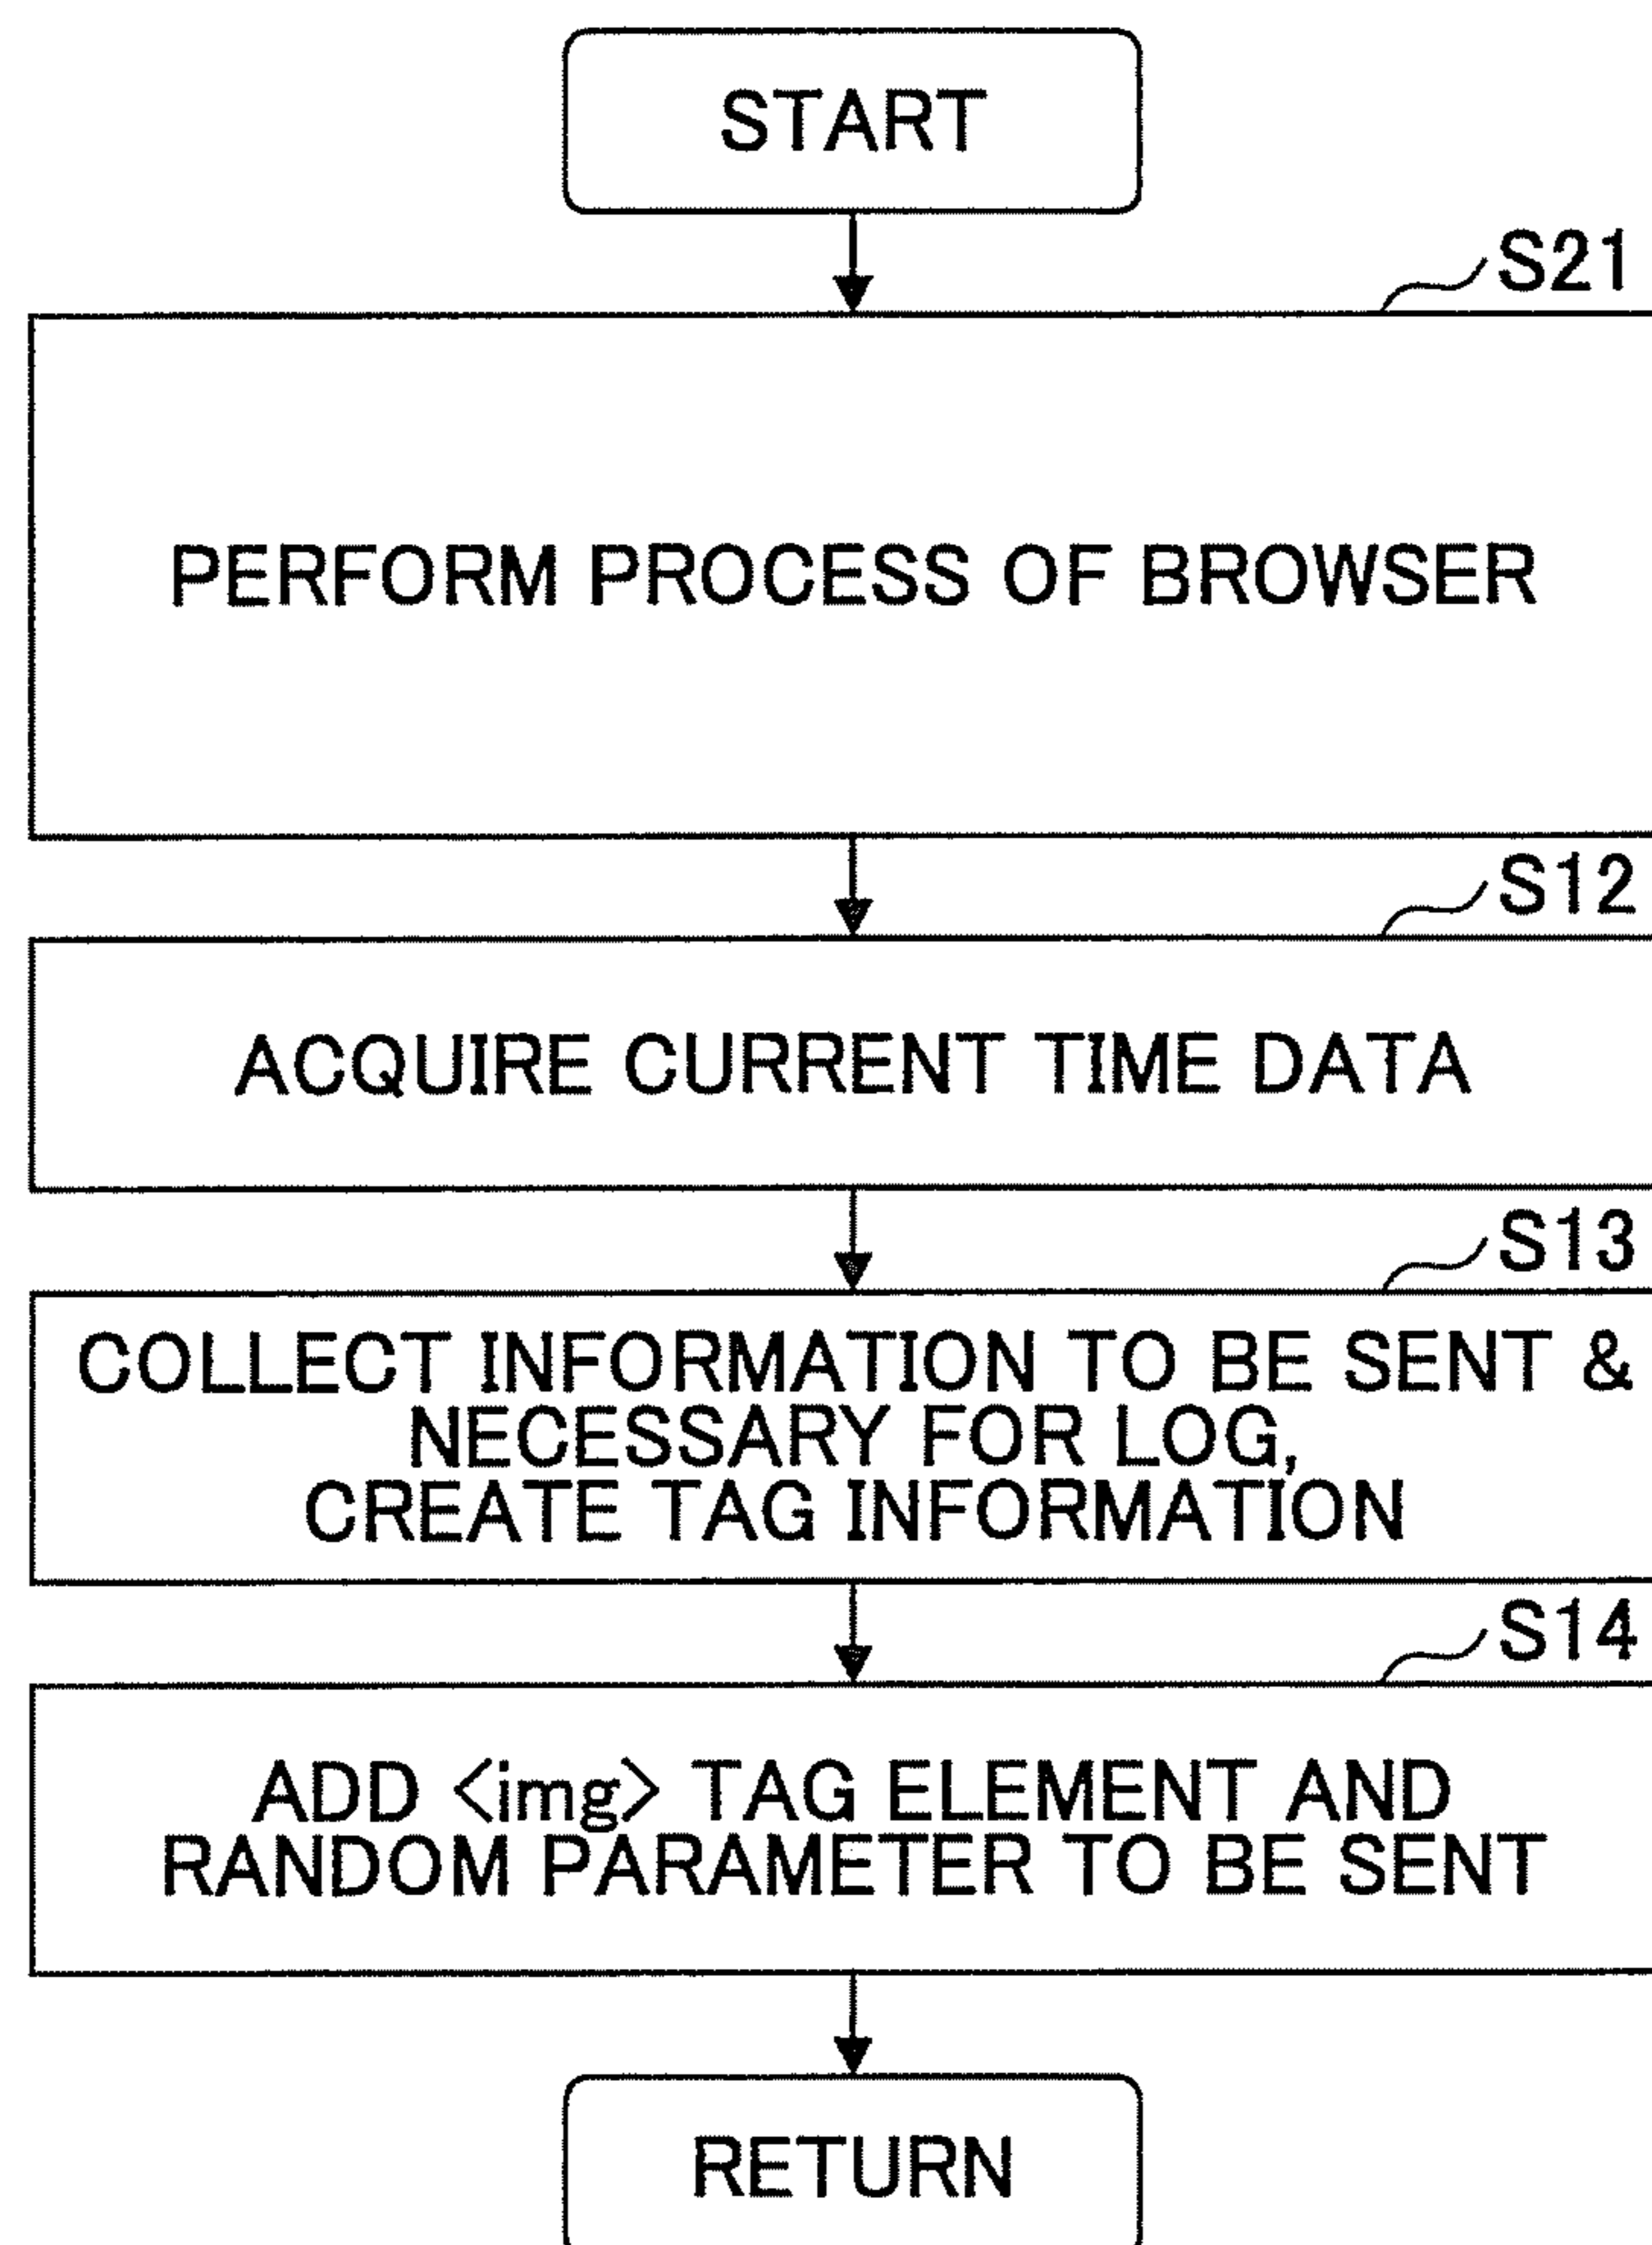 START
S21
PERFORM PROCESS OF BROWSER
S12
ACQUIRE CURRENT TIME DATA
S13
COLLECT INFORMATION TO BE SENT &
NECESSARY FOR LOG,
CREATE TAG INFORMATION
S14
ADD <img> TAG ELEMENT AND
RANDOM PARAMETER TO BE SENT
RETURN